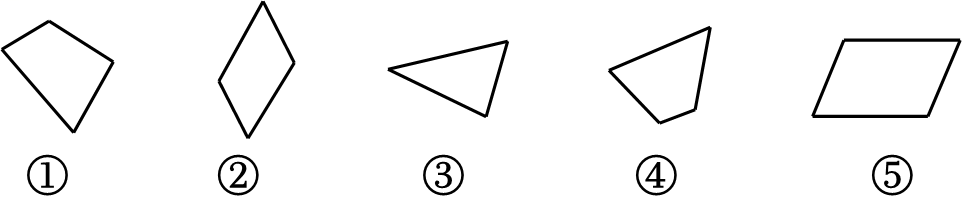 ① ② ③ ④ ⑤